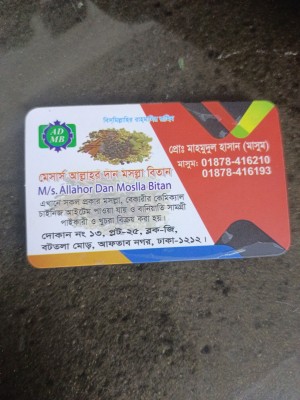 বিসমিল্লাহির রাহমানির রাহিম
AD
MB
প্রোঃ মাহমুদুল হাসান (মাসুম)
মাসুম: 01878-416210
01878-416193
মেসার্স আল্লাহর দান মসল্লা বিতান
M/s. Allahor Dan Moslla Bitan
এখানে সকল প্রকার মসল্লা, বেকারীর কেমিক্যাল
চাইনিজ আইটেম পাওয়া যায় ও বানিয়াতি সামগ্রী
পাইকারী ও খুচরা বিক্রয় করা হয়।
দোকান নং ১৩, প্লট-২৫, ব্লক-জি,
বটতলা মোড়, আফতাব নগর, ঢাকা-১২১২।